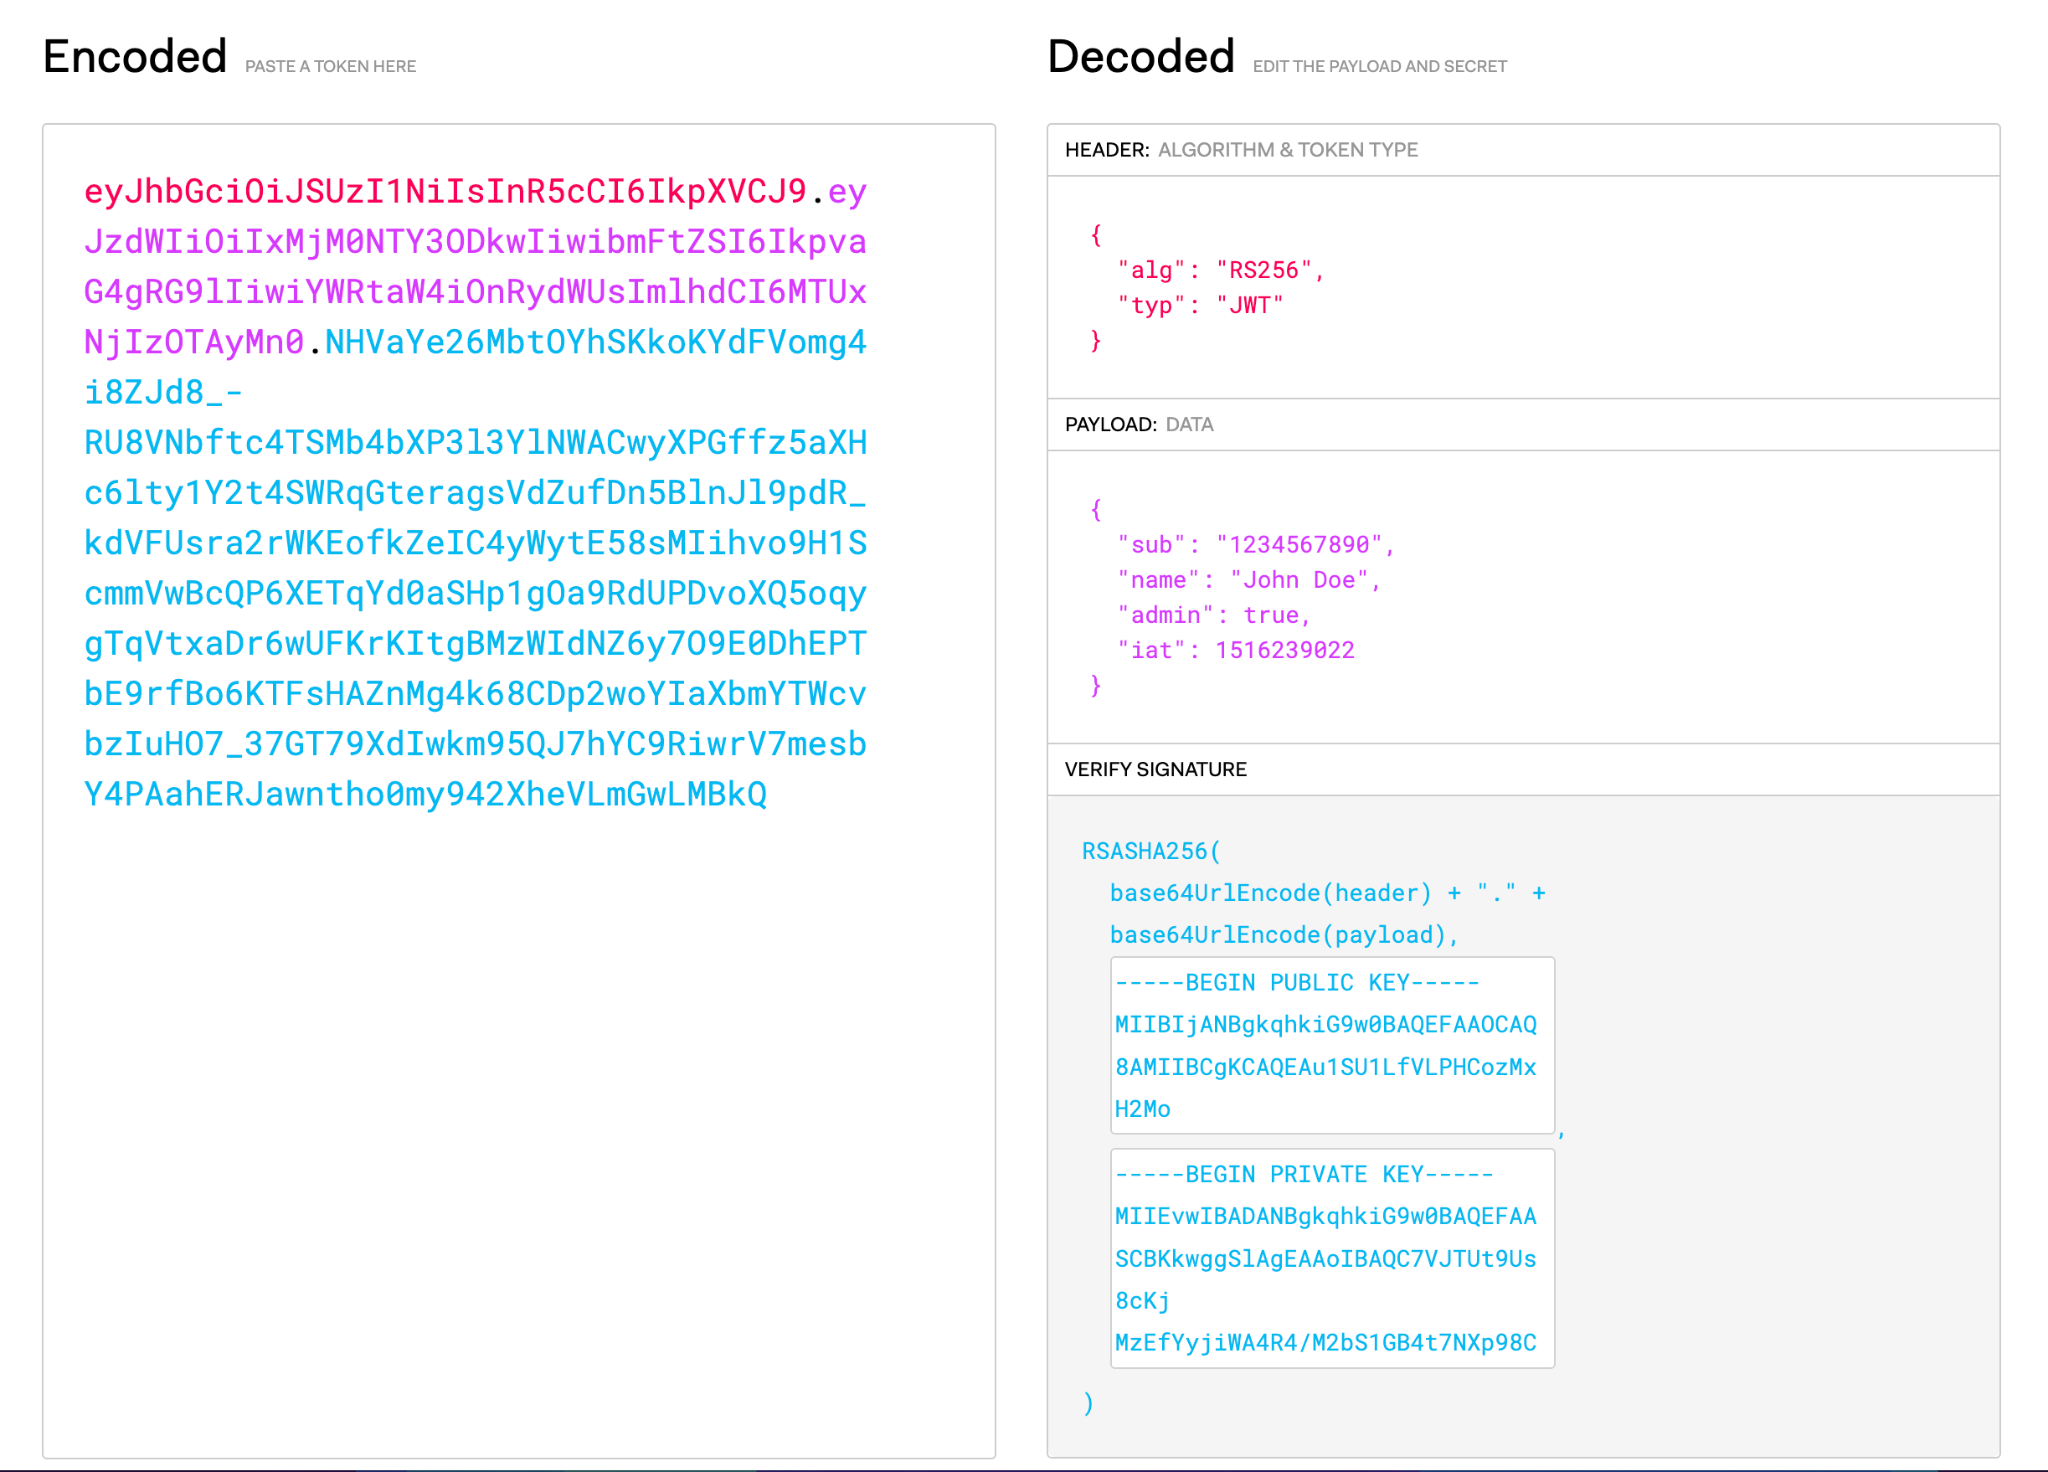 Encoded PASTE A TOKEN HERE
eyJhbGciOiJSUzI1NiIsInR5cCI6IkpXVCJ9.ey
JzdWIiOiIxMjM0NTY3ODkwIiwibmFtZSI6Ikpva
G4gRG9lIiwiYWRtaW4iOnRydWUsImlhdCI6MTUx
NjIzOTAyMn0.NHVaYe26MbtOYhSKkoKYdFVomg4
i8ZJd8_-
RU8VNbftc4TSMb4bXP3l3YlNWACwyXPGffz5aXH
c6lty1Y2t4SWRqGteragsVdZufDn5BlnJl9pdR_
kdVFUsra2rWKEofkZeIC4yWytE58sMIihvo9H1S
cmmVwBcQP6XETqYd0aSHp1gOa9RdUPDvoXQ5oqy
gTqVtxaDr6wUFKrKItgBMzWIdNZ6y7O9E0DhEPT
bE9rfBo6KTFsHAZnMg4k68CDp2woYIaXbmYTWcv
bzIuHO7_37GT79XdIwkm95QJ7hYC9RiwrV7mesb
Y4PAahERJawntho0my942XheVLmGwLMBkQ
Decoded EDIT THE PAYLOAD AND SECRET
HEADER: ALGORITHM & TOKEN TYPE
{
"alg": "RS256",
"typ": "JWT"
}
PAYLOAD: DATA
{
"sub": "1234567890",
"name": "John Doe",
"admin": true,
"iat": 1516239022
}
VERIFY SIGNATURE
RSASHA256(
base64UrlEncode(header) + "." +
base64UrlEncode(payload),
-----BEGIN PUBLIC KEY-----
MIIBIjANBgkqhkiG9w0BAQEFAAOCAQ
8AMIIBCgKCAQEAu1SU1LfVLPHCozMx
H2Mo
,
-----BEGIN PRIVATE KEY-----
MIIEvwIBADANBgkqhkiG9w0BAQEFAA
SCBKkwggSlAgEAAoIBAQC7VJTUt9Us
8cKj
MzEfYyjiWA4R4/M2bS1GB4t7NXp98C
)